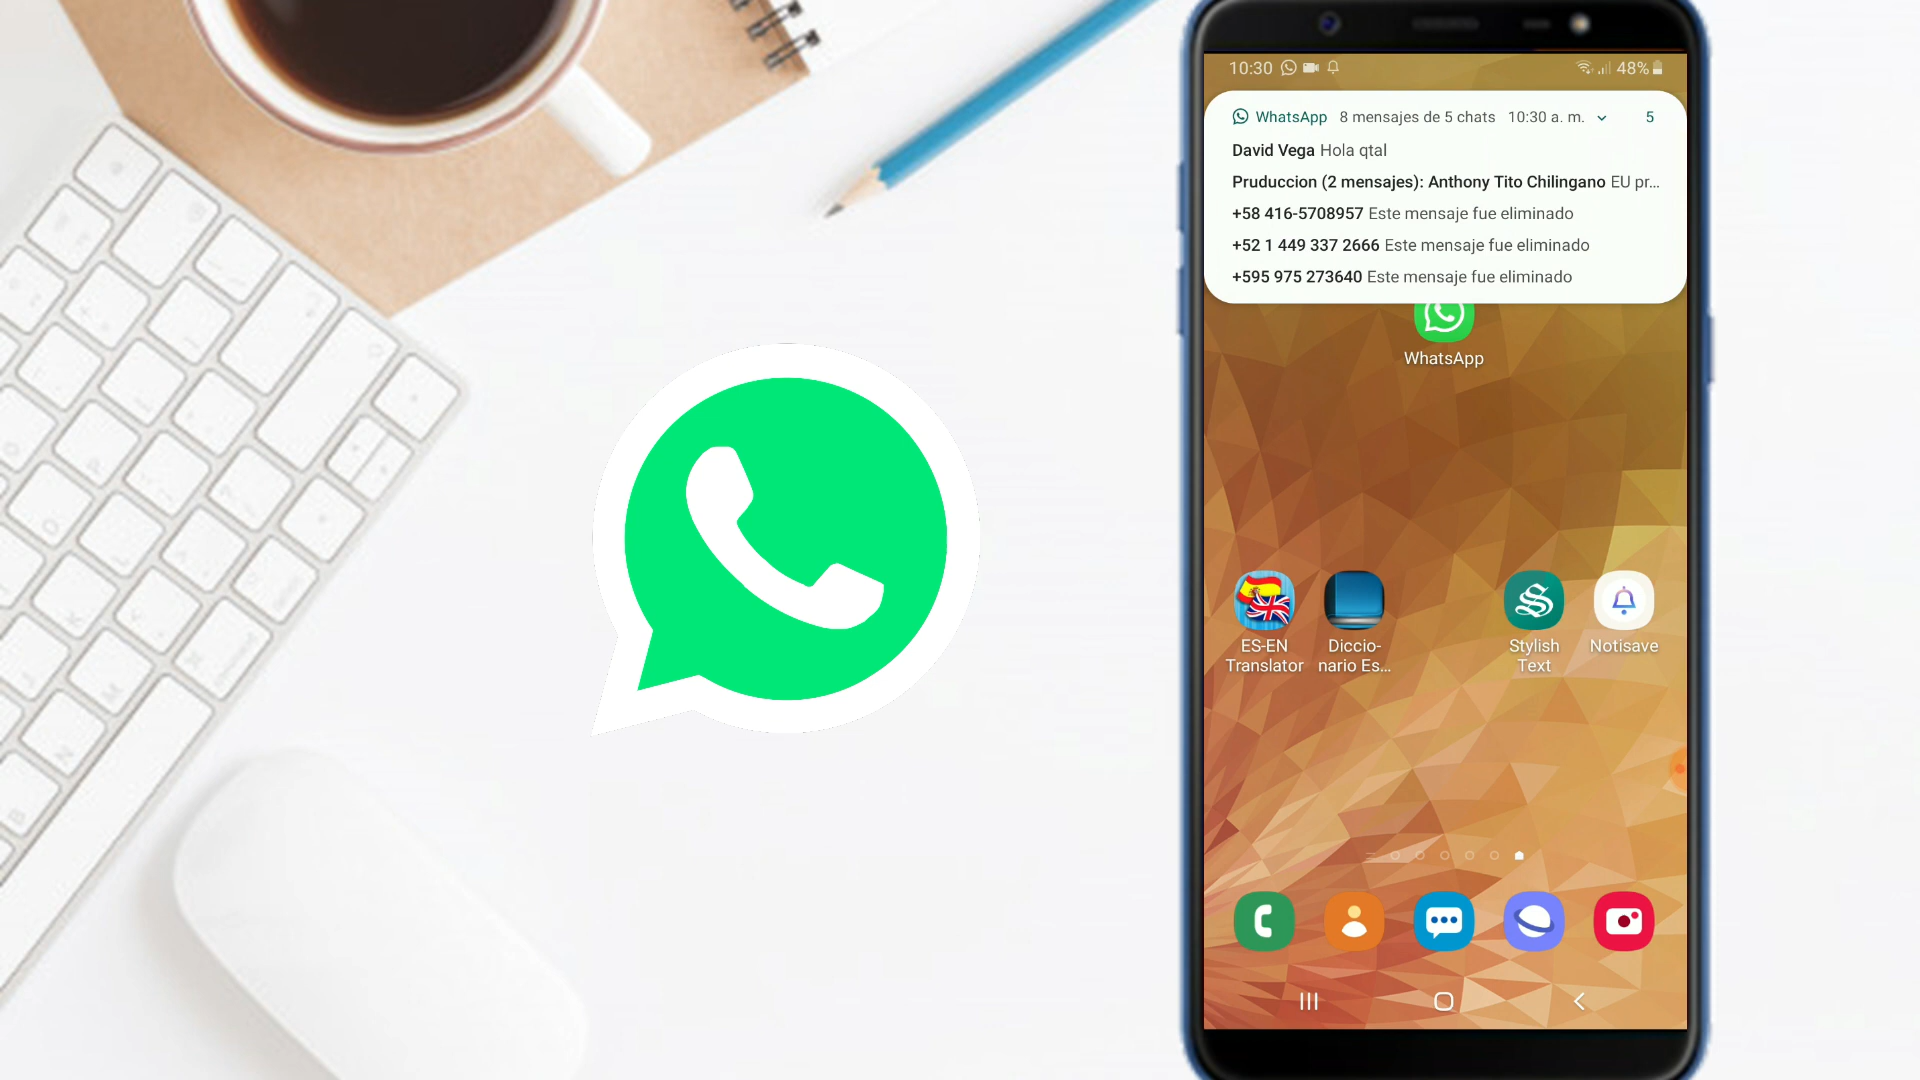 10:30 48%
WhatsApp 8 mensajes de 5 chats 10:30 a. m. 5
David Vega Hola qtal
Pruduccion (2 mensajes): Anthony Tito Chilingano EU pr...
+58 416-5708957 Este mensaje fue eliminado
+52 1 449 337 2666 Este mensaje fue eliminado
+595 975 273640 Este mensaje fue eliminado
WhatsApp
ES-EN Translator
Diccio-nario Es...
Stylish Text
Notisave